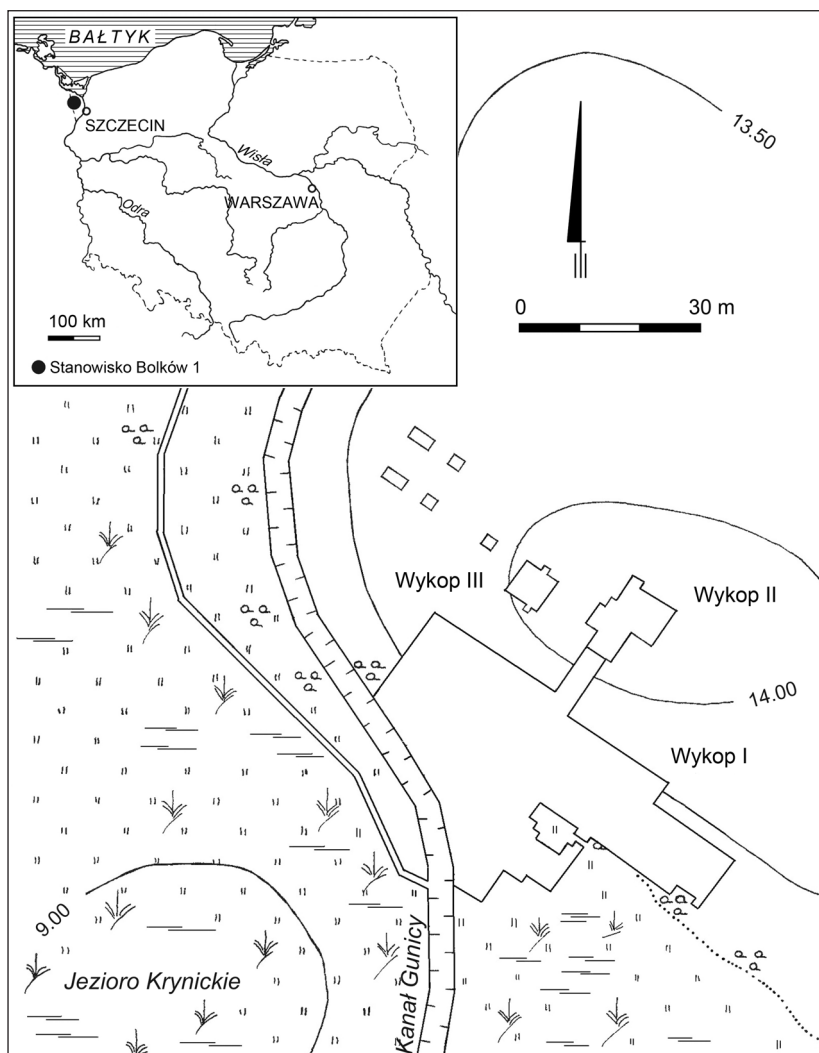 BAŁTYK
SZCZECIN
Wisła
WARSZAWA
Odra
100 km
Stanowisko Bolków 1
13.50
0 30 m
Wykop III
Wykop II
14.00
Wykop I
9.00
Jezioro Krynickie
Kanał Gunicy